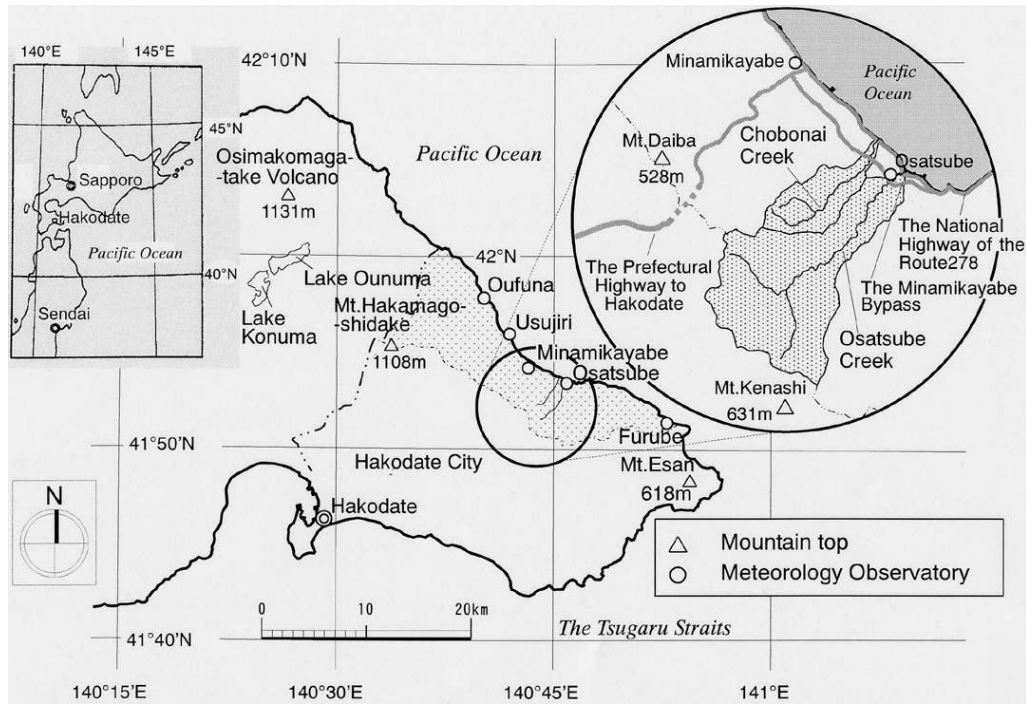 140°E
145°E
45°N
Sapporo
Hakodate
Pacific Ocean
40°N
Sendai
42°10'N
Osimakomaga-
-take Volcano
1131m
Pacific Ocean
42°N
Lake Ounuma
Lake
Konuma
Mt.Hakamago-
-shidake
1108m
Oufuna
Usujiri
Minamikayabe
Osatsube
Furube
41°50'N
Hakodate City
Mt.Esan
618m
Hakodate
N
0
10
20km
41°40'N
The Tsugaru Straits
140°15'E
140°30'E
140°45'E
141°E
Minamikayabe
Pacific
Ocean
Mt.Daiba
528m
Chobonai
Creek
Osatsube
The Prefectural
Highway to
Hakodate
The National
Highway of the
Route278
The Minamikayabe
Bypass
Osatsube
Creek
Mt.Kenashi
631m
Mountain top
Meteorology Observatory